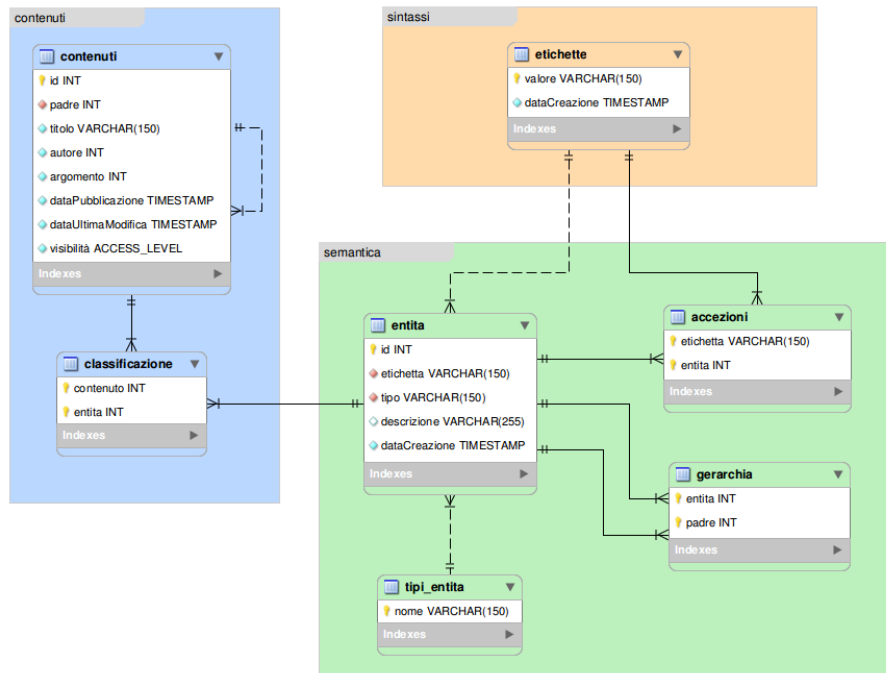 contenuti
contenuti
id INT
padre INT
titolo VARCHAR(150)
autore INT
argomento INT
dataPubblicazione TIMESTAMP
dataUltimaModifica TIMESTAMP
visibilità ACCESS_LEVEL
Indexes
classificazione
contenuto INT
entita INT
Indexes
sintassi
etichette
valore VARCHAR(150)
dataCreazione TIMESTAMP
Indexes
semantica
entita
id INT
etichetta VARCHAR(150)
tipo VARCHAR(150)
descrizione VARCHAR(255)
dataCreazione TIMESTAMP
Indexes
accezioni
etichetta VARCHAR(150)
entita INT
Indexes
gerarchia
entita INT
padre INT
Indexes
tipi_entita
nome VARCHAR(150)
Indexes